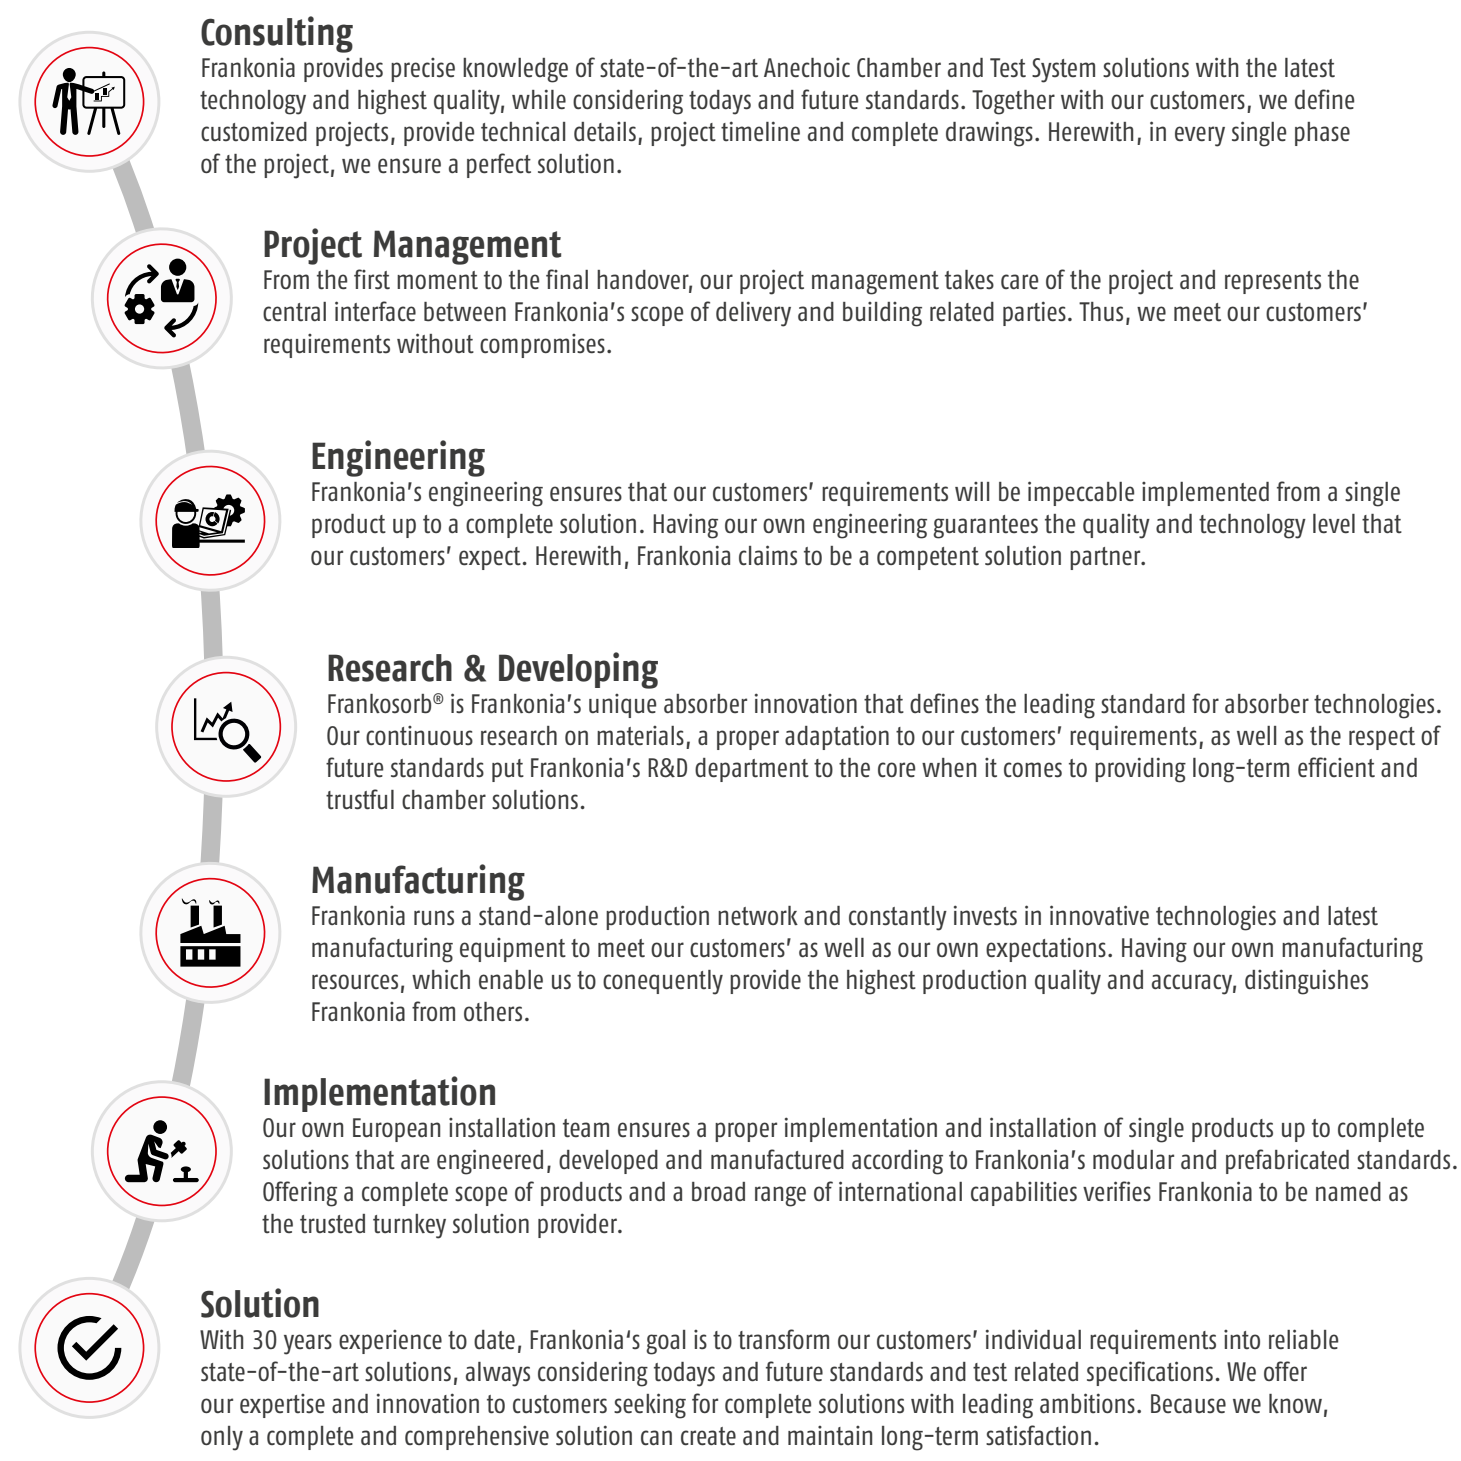 Consulting
Frankonia provides precise knowledge of state-of-the-art Anechoic Chamber and Test System solutions with the latest
technology and highest quality, while considering todays and future standards. Together with our customers, we define
customized projects, provide technical details, project timeline and complete drawings. Herewith, in every single phase
of the project, we ensure a perfect solution.
Project Management
From the first moment to the final handover, our project management takes care of the project and represents the
central interface between Frankonia's scope of delivery and building related parties. Thus, we meet our customers'
requirements without compromises.
Engineering
Frankonia's engineering ensures that our customers' requirements will be impeccable implemented from a single
product up to a complete solution. Having our own engineering guarantees the quality and technology level that
our customers' expect. Herewith, Frankonia claims to be a competent solution partner.
Research & Developing
Frankosorb® is Frankonia's unique absorber innovation that defines the leading standard for absorber technologies.
Our continuous research on materials, a proper adaptation to our customers' requirements, as well as the respect of
future standards put Frankonia's R&D department to the core when it comes to providing long-term efficient and
trustful chamber solutions.
Manufacturing
Frankonia runs a stand-alone production network and constantly invests in innovative technologies and latest
manufacturing equipment to meet our customers' as well as our own expectations. Having our own manufacturing
resources, which enable us to conequently provide the highest production quality and accuracy, distinguishes
Frankonia from others.
Implementation
Our own European installation team ensures a proper implementation and installation of single products up to complete
solutions that are engineered, developed and manufactured according to Frankonia's modular and prefabricated standards.
Offering a complete scope of products and a broad range of international capabilities verifies Frankonia to be named as
the trusted turnkey solution provider.
Solution
With 30 years experience to date, Frankonia‘s goal is to transform our customers' individual requirements into reliable
state-of-the-art solutions, always considering todays and future standards and test related specifications. We offer
our expertise and innovation to customers seeking for complete solutions with leading ambitions. Because we know,
only a complete and comprehensive solution can create and maintain long-term satisfaction.